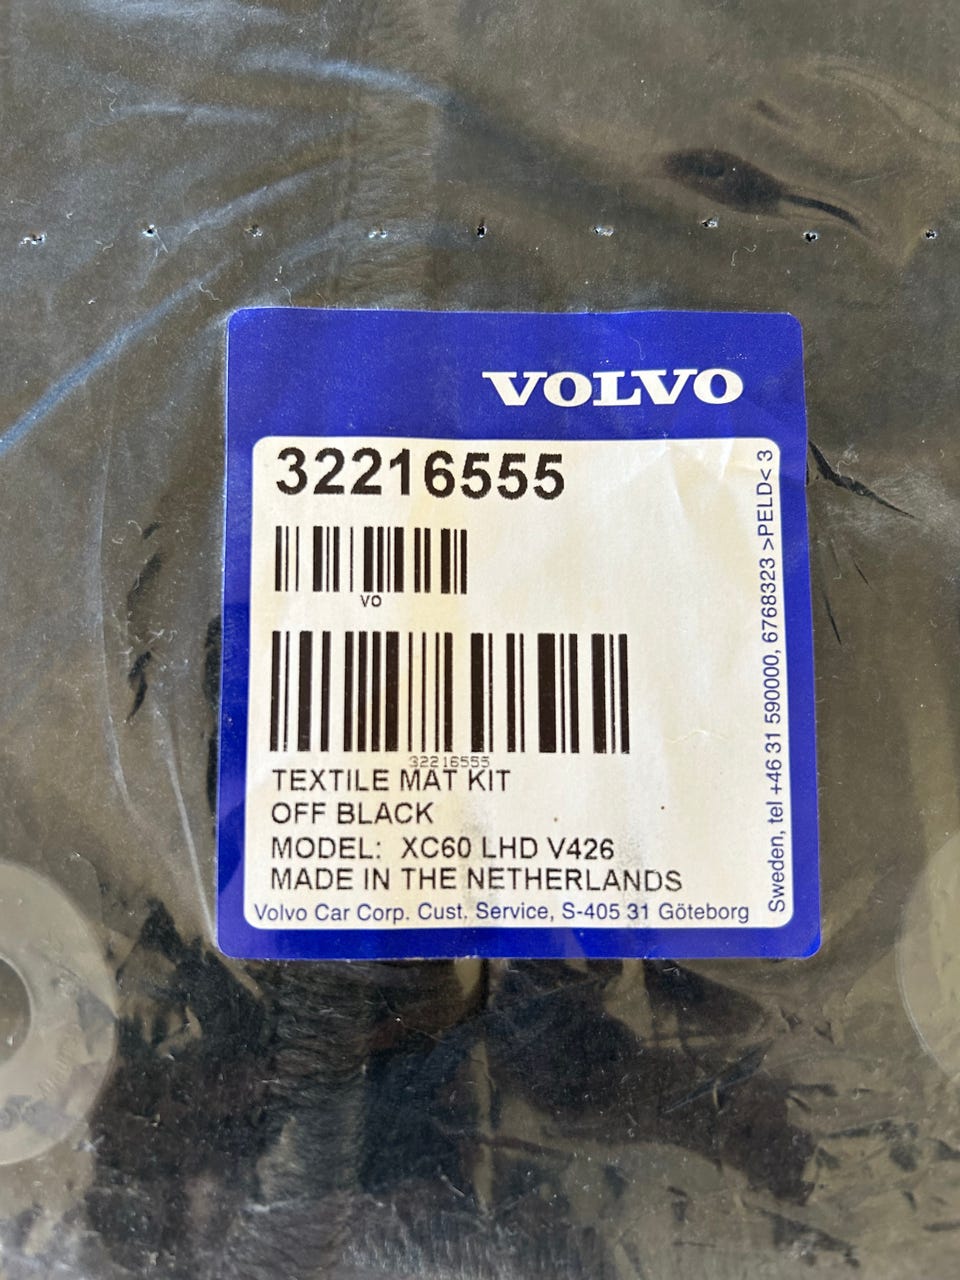 VOLVO
32216555
VO
32216555
TEXTILE MAT KIT
OFF BLACK
MODEL: XC60 LHD V426
MADE IN THE NETHERLANDS
Volvo Car Corp. Cust. Service, S-405 31 Göteborg
Sweden, tel +46 31 590000, 6768323 >PELD< 3